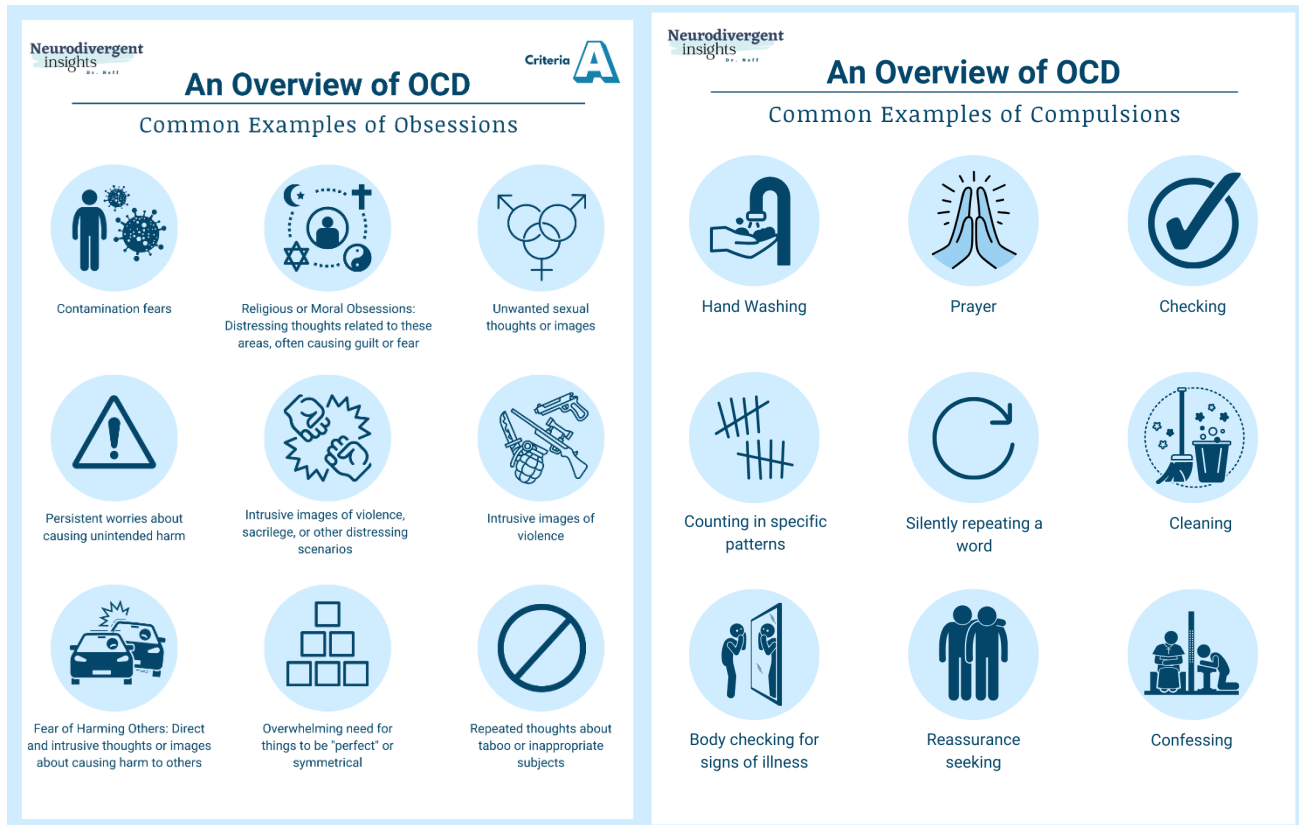 Neurodivergent
insights
Dr. Neff
Criteria A
An Overview of OCD
Common Examples of Obsessions
Contamination fears
Religious or Moral Obsessions:
Distressing thoughts related to these
areas, often causing guilt or fear
Unwanted sexual
thoughts or images
Persistent worries about
causing unintended harm
Intrusive images of violence,
sacrilege, or other distressing
scenarios
Intrusive images of
violence
Fear of Harming Others: Direct
and intrusive thoughts or images
about causing harm to others
Overwhelming need for
things to be "perfect" or
symmetrical
Repeated thoughts about
taboo or inappropriate
subjects
Neurodivergent
insights
Dr. Neff
An Overview of OCD
Common Examples of Compulsions
Hand Washing
Prayer
Checking
Counting in specific
patterns
Silently repeating a
word
Cleaning
Body checking for
signs of illness
Reassurance
seeking
Confessing